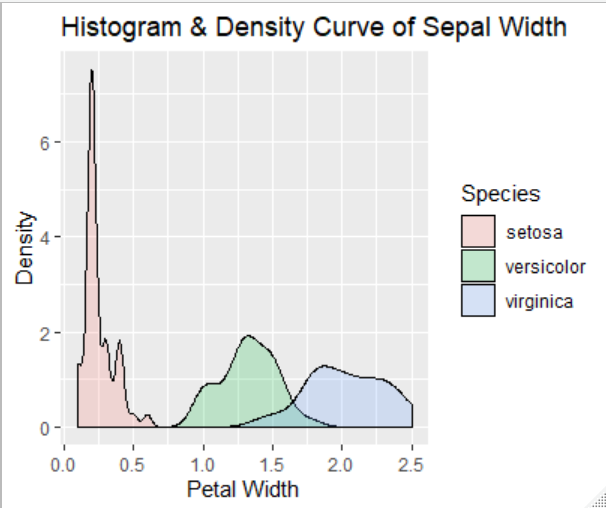 Histogram & Density Curve of Sepal Width
6
4
2
0
Density
0.0 0.5 1.0 1.5 2.0 2.5
Petal Width
Species
setosa
versicolor
virginica